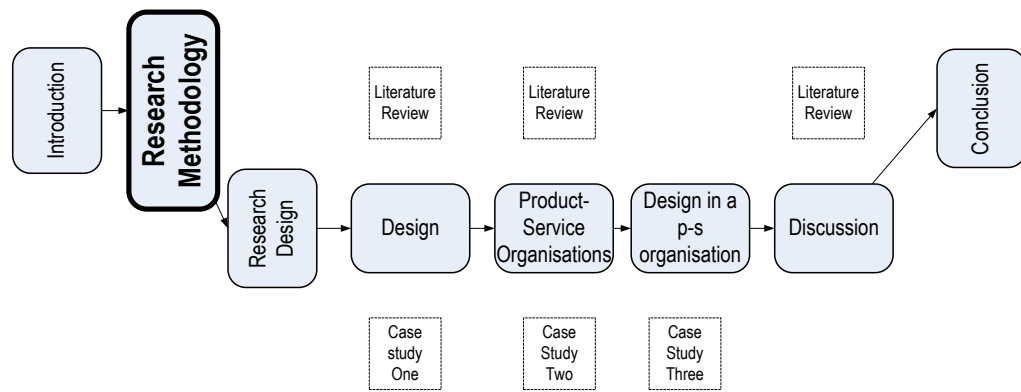 Introduction
Research
Methodology
Research
Design
Literature
Review
Design
Case
study
One
Literature
Review
Product-
Service
Organisations
Case
Study
Two
Design in a
p-s
organisation
Case
Study
Three
Literature
Review
Discussion
Conclusion